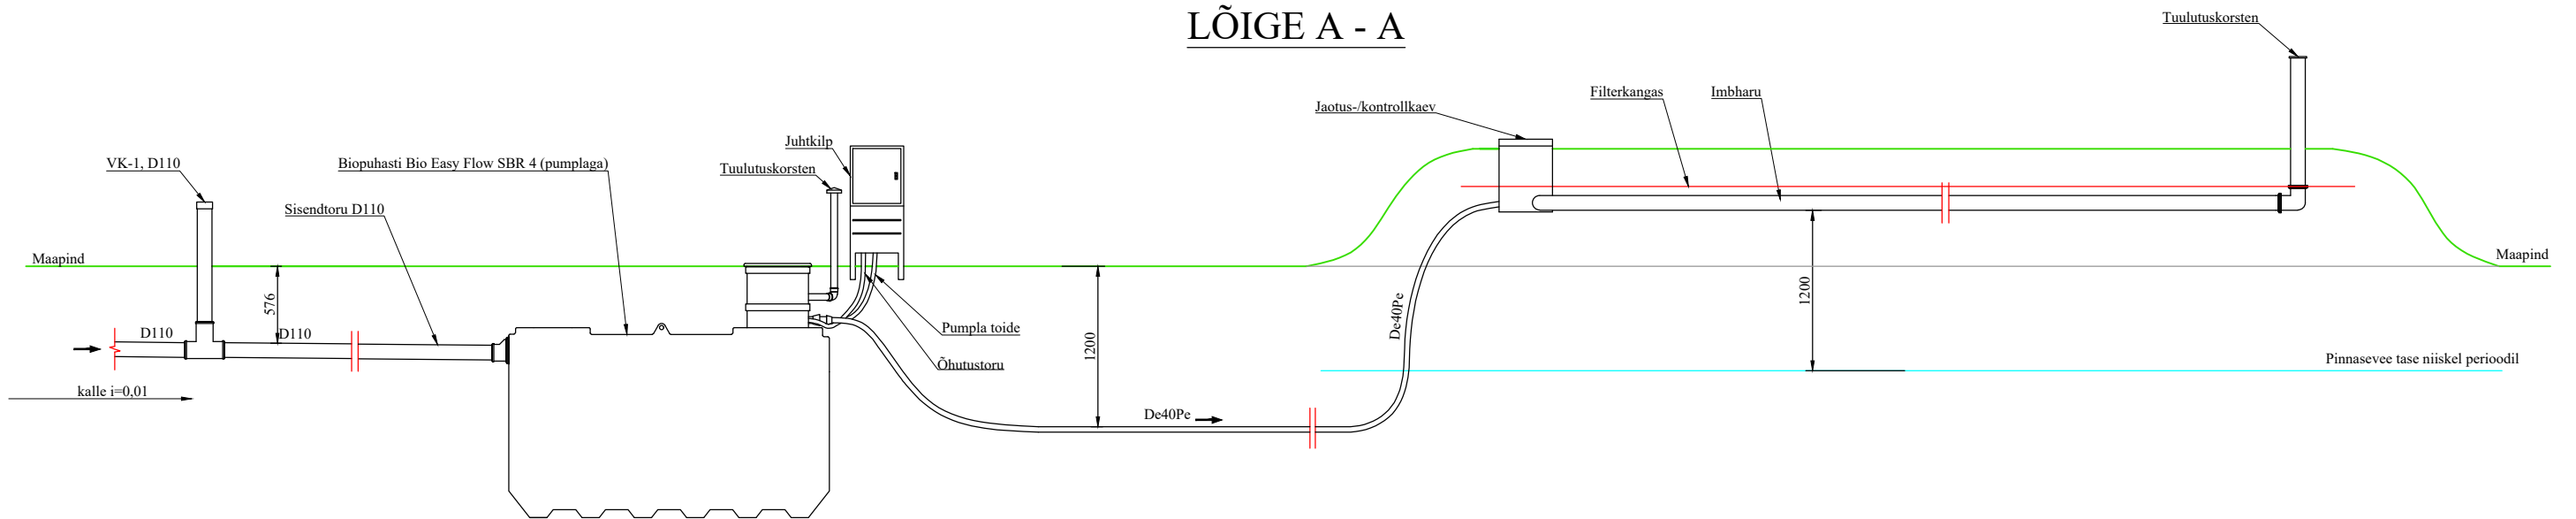 LÕIGE A - A
Tuulutuskorsten
Filterkangas
Imbharu
Jaotus-/kontrollkaev
Juhtkilp
VK-1, D110
Biopuhasti Bio Easy Flow SBR 4 (pumplaga)
Tuulutuskorsten
Sisendtoru D110
Maapind
Maapind
576
1200
De40Pe
1200
D110
D110
Pumpla toide
Õhutustoru
Pinnasevee tase niiskel perioodil
kalle i=0,01
De40Pe